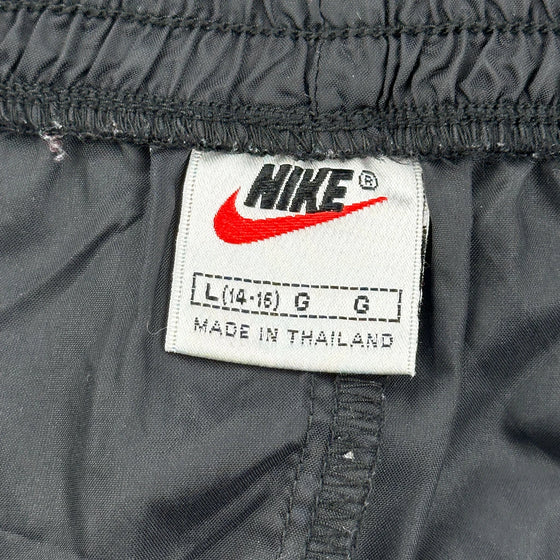 NIKE®
L(14-16) G G
MADE IN THAILAND